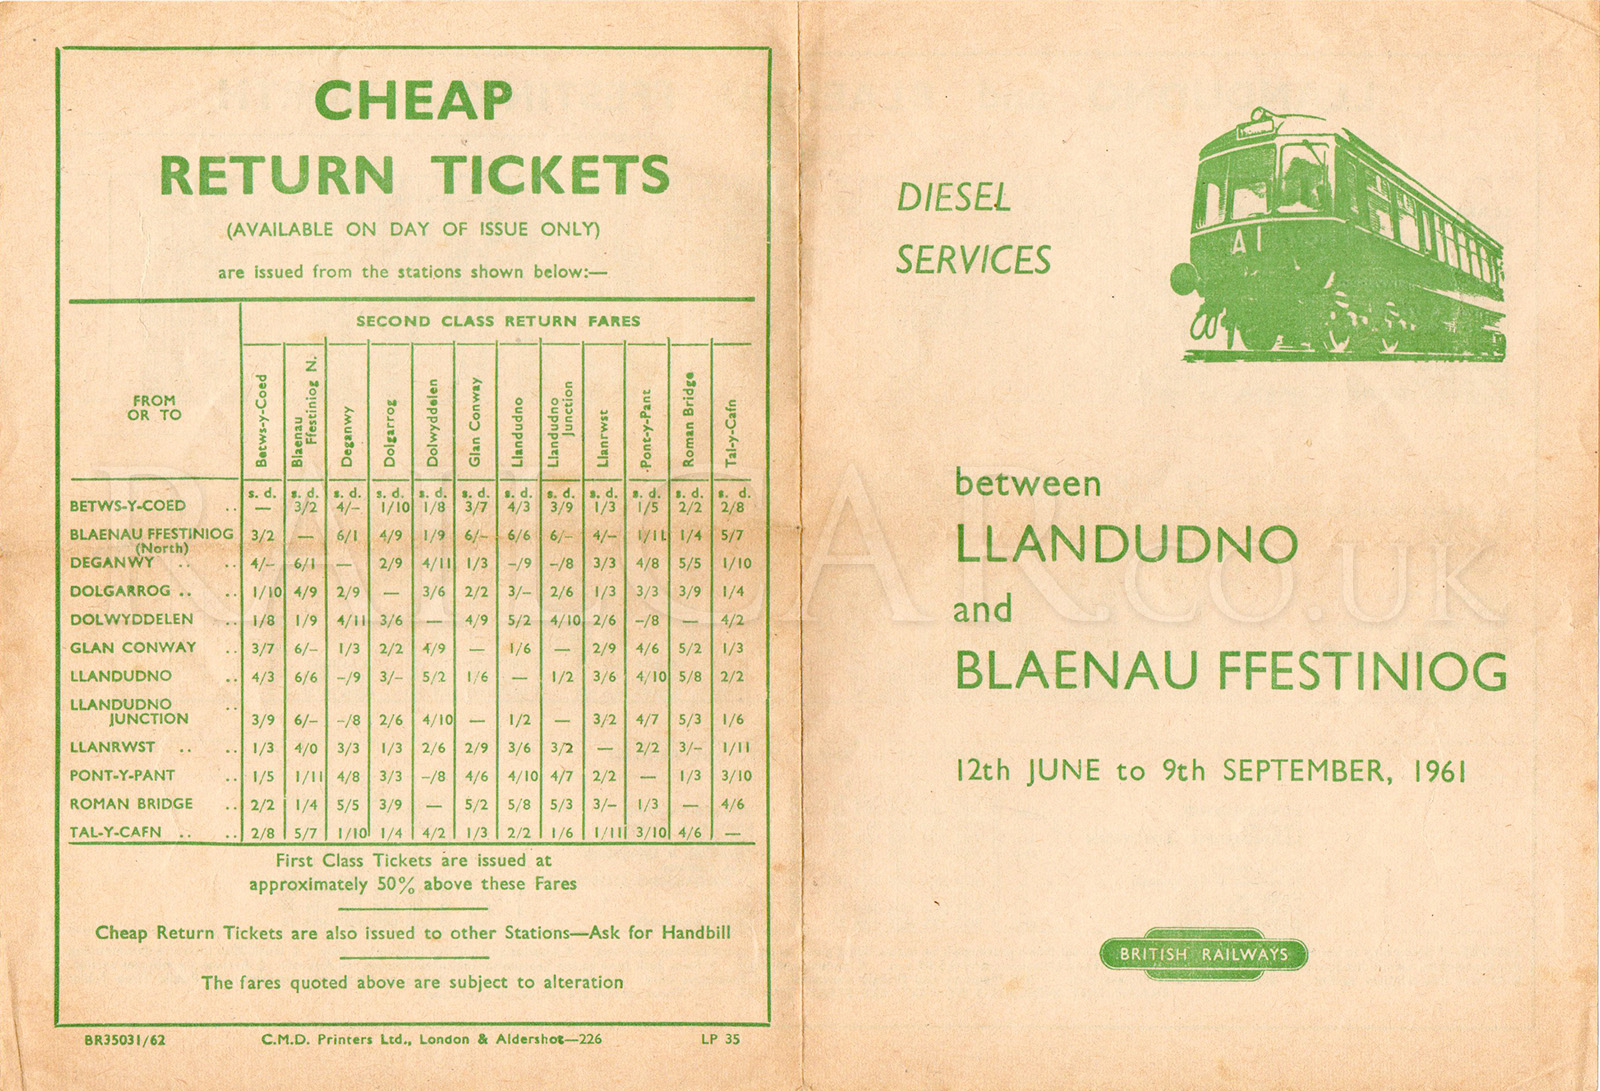 CHEAP
RETURN TICKETS
(AVAILABLE ON DAY OF ISSUE ONLY)
are issued from the stations shown below:—
SECOND CLASS RETURN FARES
FROM
OR TO
Betws-y-Coed
Blaenau
Ffestiniog N.
Deganwy
Dolgarrog
Dolwyddelen
Glan Conway
Llandudno
Llandudno
Junction
Llanrwst
Pont-y-Pant
Roman Bridge
Tal-y-Cafn
s. d. s. d. s. d. s. d. s. d. s. d. s. d. s. d. s. d. s. d. s. d. s. d.
BETWS-Y-COED .. — 3/2 4/- 1/10 1/8 3/7 4/3 3/9 1/3 1/5 2/2 2/8
BLAENAU FFESTINIOG 3/2 — 6/1 4/9 1/9 6/- 6/6 6/- 4/- 1/11 1/4 5/7
(North)
DEGANWY .. .. 4/- 6/1 — 2/9 4/11 1/3 -/9 -/8 3/3 4/8 5/5 1/10
DOLGARROG .. .. 1/10 4/9 2/9 — 3/6 2/2 3/- 2/6 1/3 3/3 3/9 1/4
DOLWYDDELEN .. 1/8 1/9 4/11 3/6 — 4/9 5/2 4/10 2/6 -/8 — 4/2
GLAN CONWAY .. 3/7 6/- 1/3 2/2 4/9 — 1/6 — 2/9 4/6 5/2 1/3
LLANDUDNO .. 4/3 6/6 -/9 3/- 5/2 1/6 — 1/2 3/6 4/10 5/8 2/2
LLANDUDNO ..
JUNCTION 3/9 6/- -/8 2/6 4/10 — 1/2 — 3/2 4/7 5/3 1/6
LLANRWST .. .. 1/3 4/0 3/3 1/3 2/6 2/9 3/6 3/2 — 2/2 3/- 1/11
PONT-Y-PANT .. 1/5 1/11 4/8 3/3 -/8 4/6 4/10 4/7 2/2 — 1/3 3/10
ROMAN BRIDGE .. 2/2 1/4 5/5 3/9 — 5/2 5/8 5/3 3/- 1/3 — 4/6
TAL-Y-CAFN .. .. 2/8 5/7 1/10 1/4 4/2 1/3 2/2 1/6 1/11 3/10 4/6 —
First Class Tickets are issued at
approximately 50% above these Fares
Cheap Return Tickets are also issued to other Stations—Ask for Handbill
The fares quoted above are subject to alteration
BR35031/62 C.M.D. Printers Ltd., London & Aldershot—226 LP 35
DIESEL
SERVICES
A1
between
LLANDUDNO
and
BLAENAU FFESTINIOG
12th JUNE to 9th SEPTEMBER, 1961
BRITISH RAILWAYS
RAILCAR.CO.UK